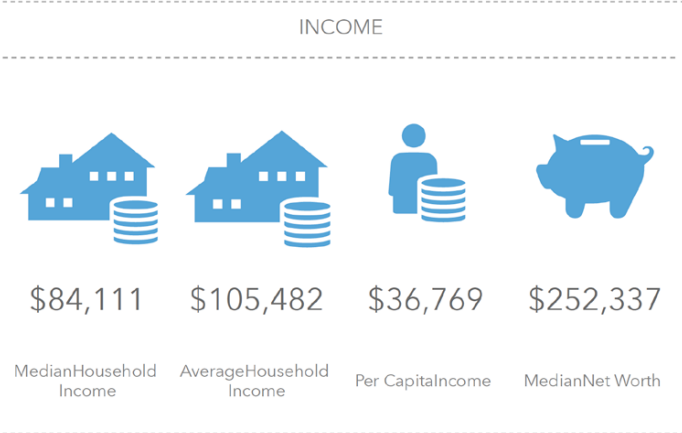 INCOME
$84,111
$105,482
$36,769
$252,337
MedianHousehold
Income
AverageHousehold
Income
Per CapitaIncome
MedianNet Worth